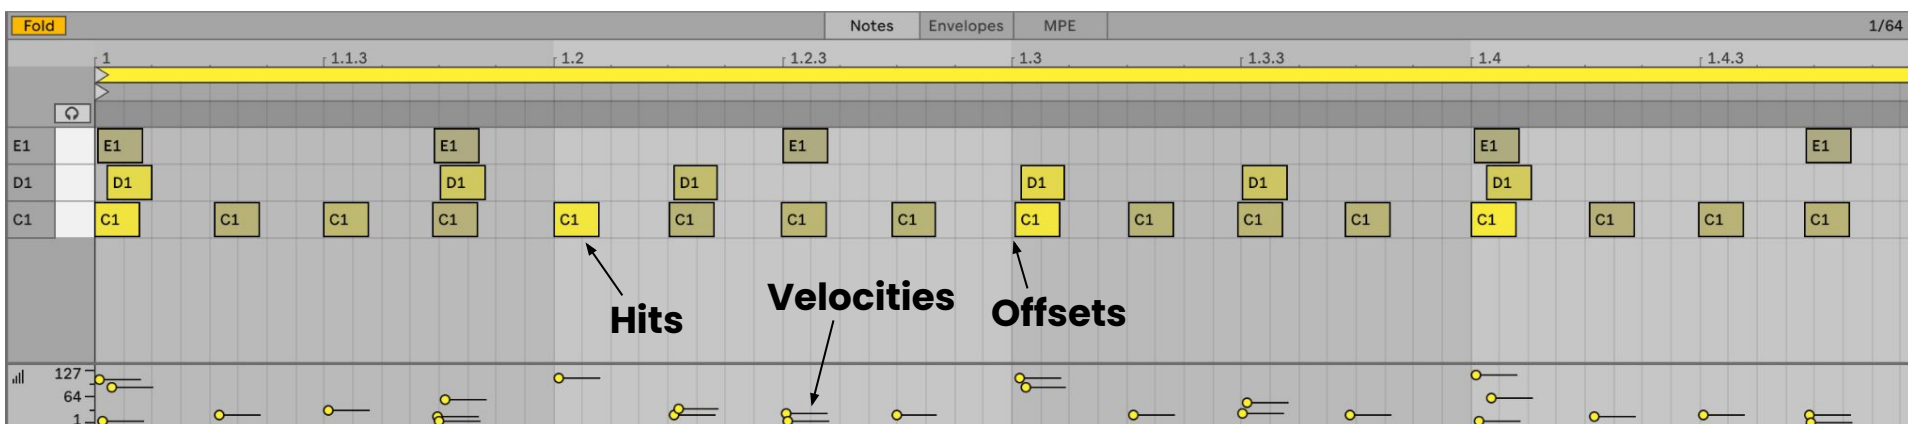 Fold Notes Envelopes MPE 1/64
1 1.1.3 1.2 1.2.3 1.3 1.3.3 1.4 1.4.3
E1 E1 E1 E1 E1 E1
D1 D1 D1 D1 D1 D1 D1
C1 C1 C1 C1 C1 C1 C1 C1 C1 C1 C1 C1 C1 C1 C1 C1 C1
Velocities
Hits Offsets
127
64
1